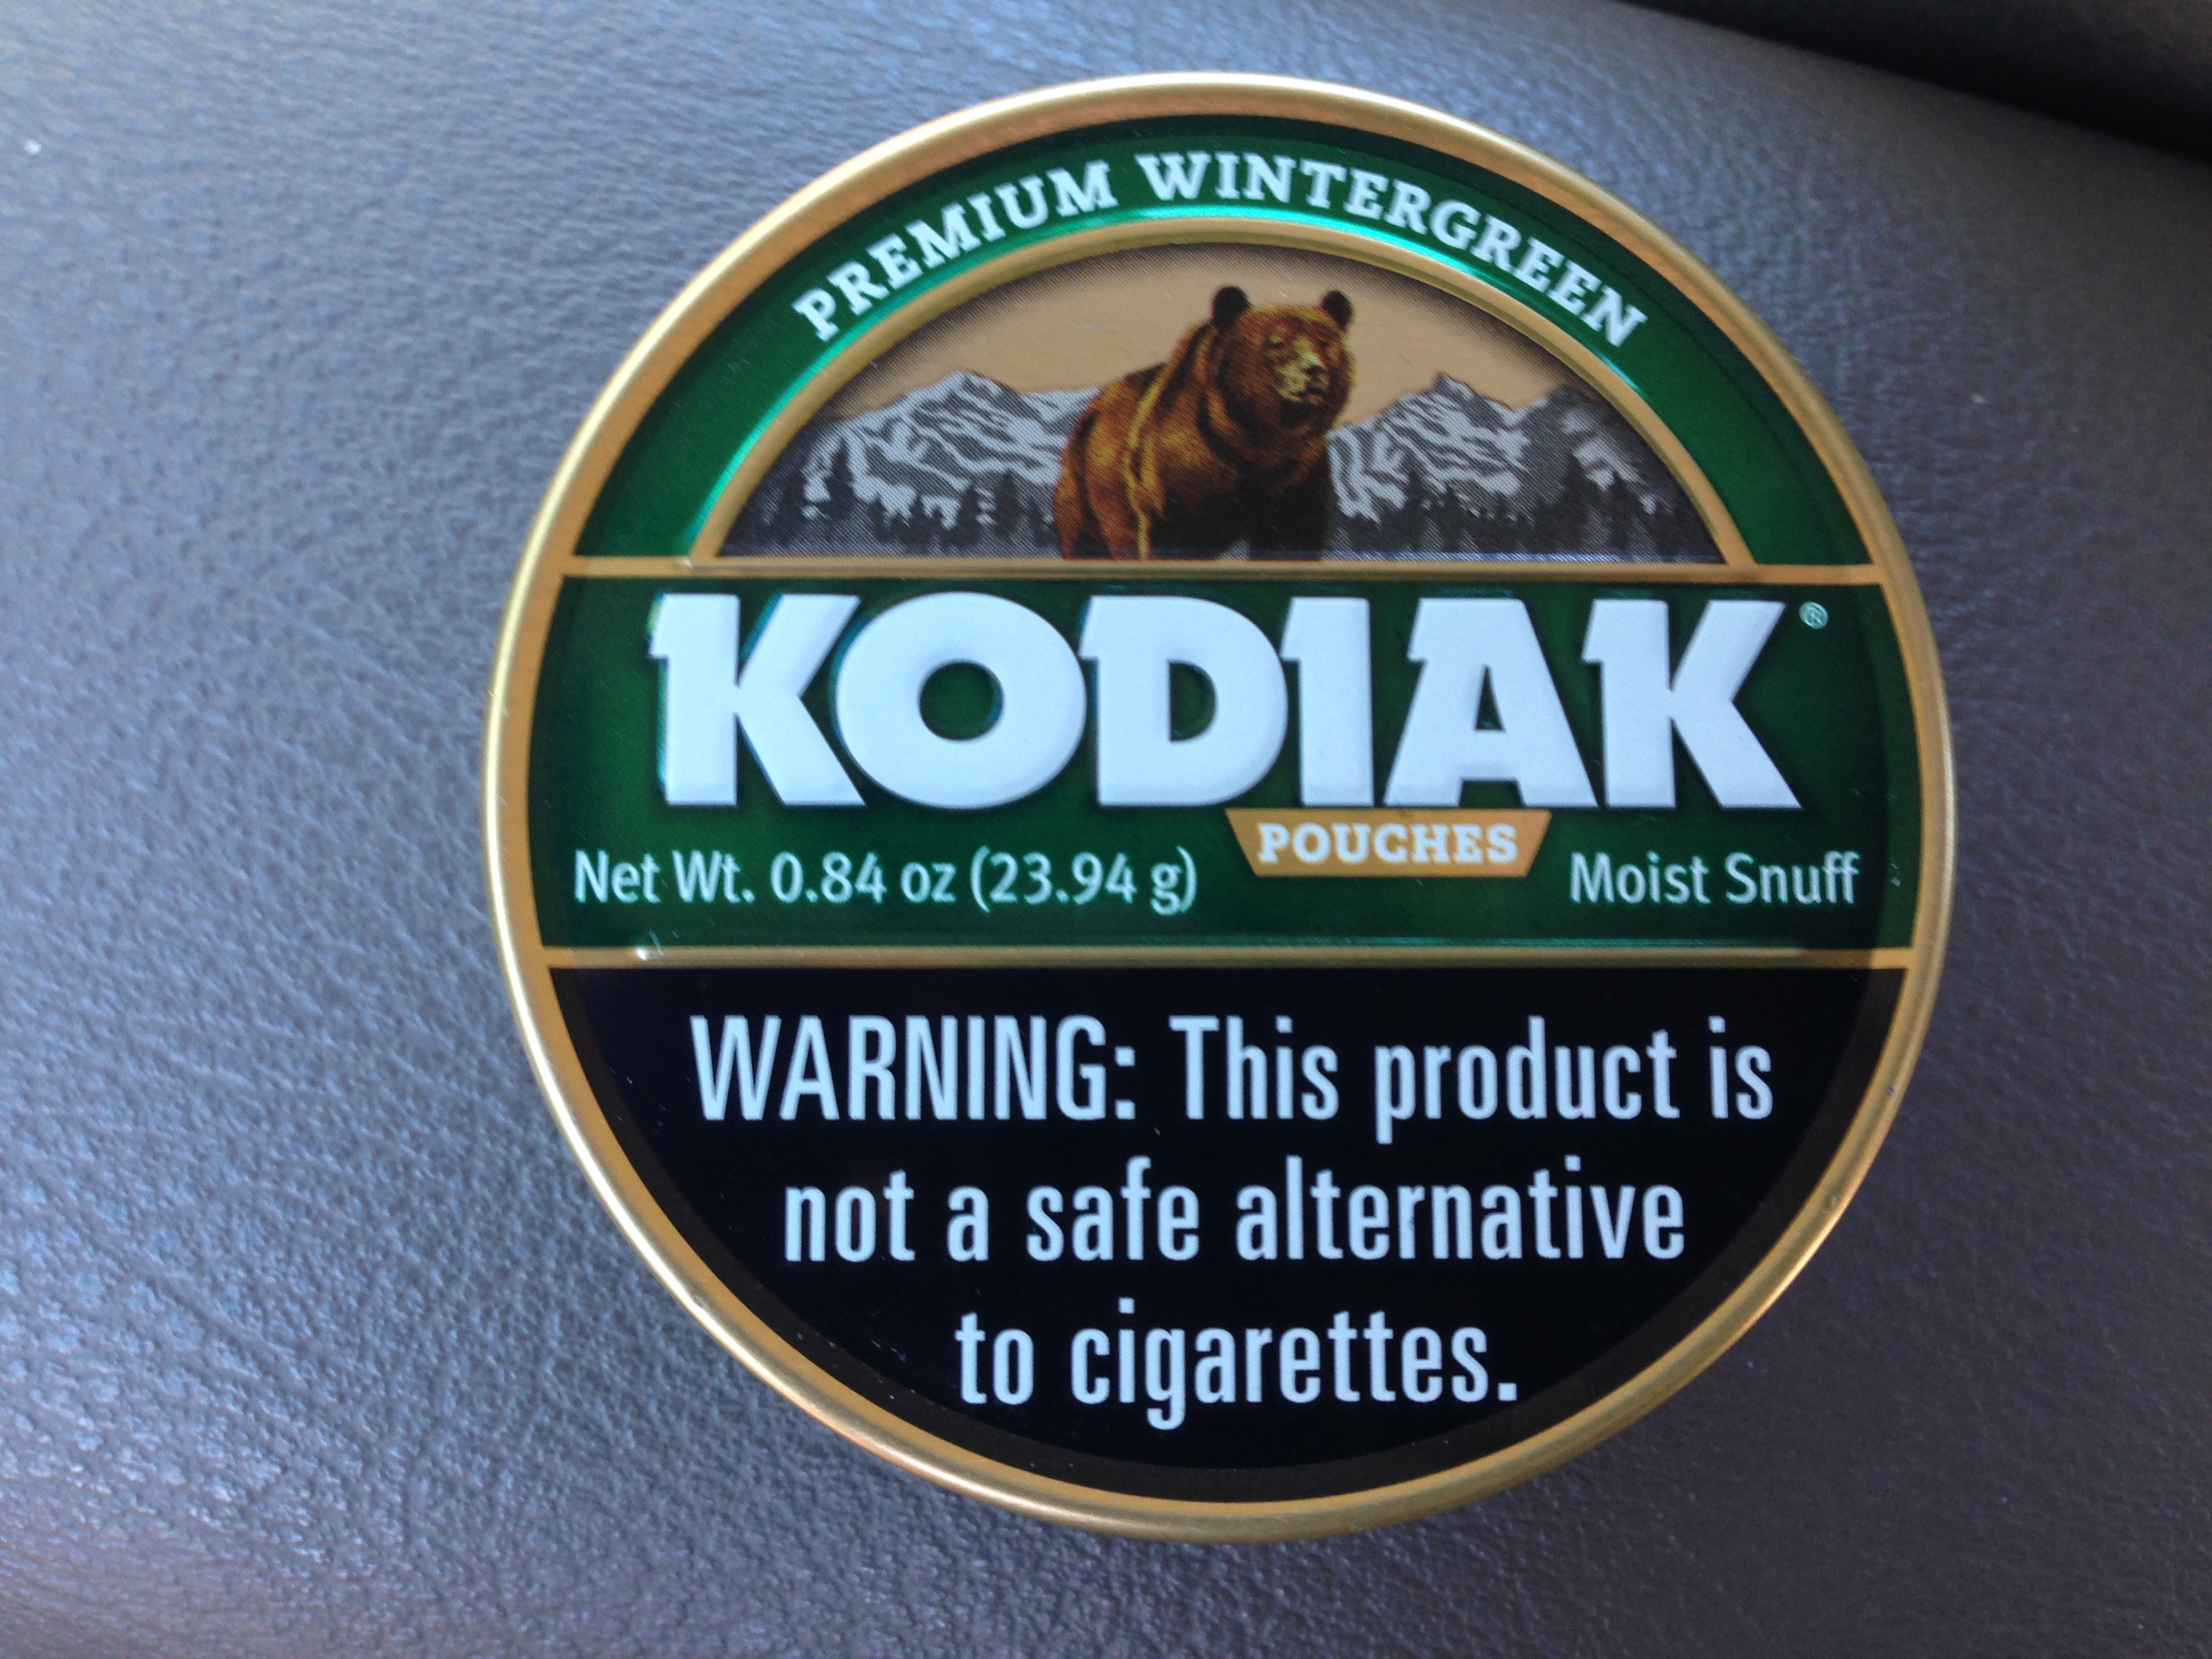 PREMIUM WINTERGREEN
KODIAK®
POUCHES
Net Wt. 0.84 oz (23.94 g)
Moist Snuff
WARNING: This product is
not a safe alternative
to cigarettes.